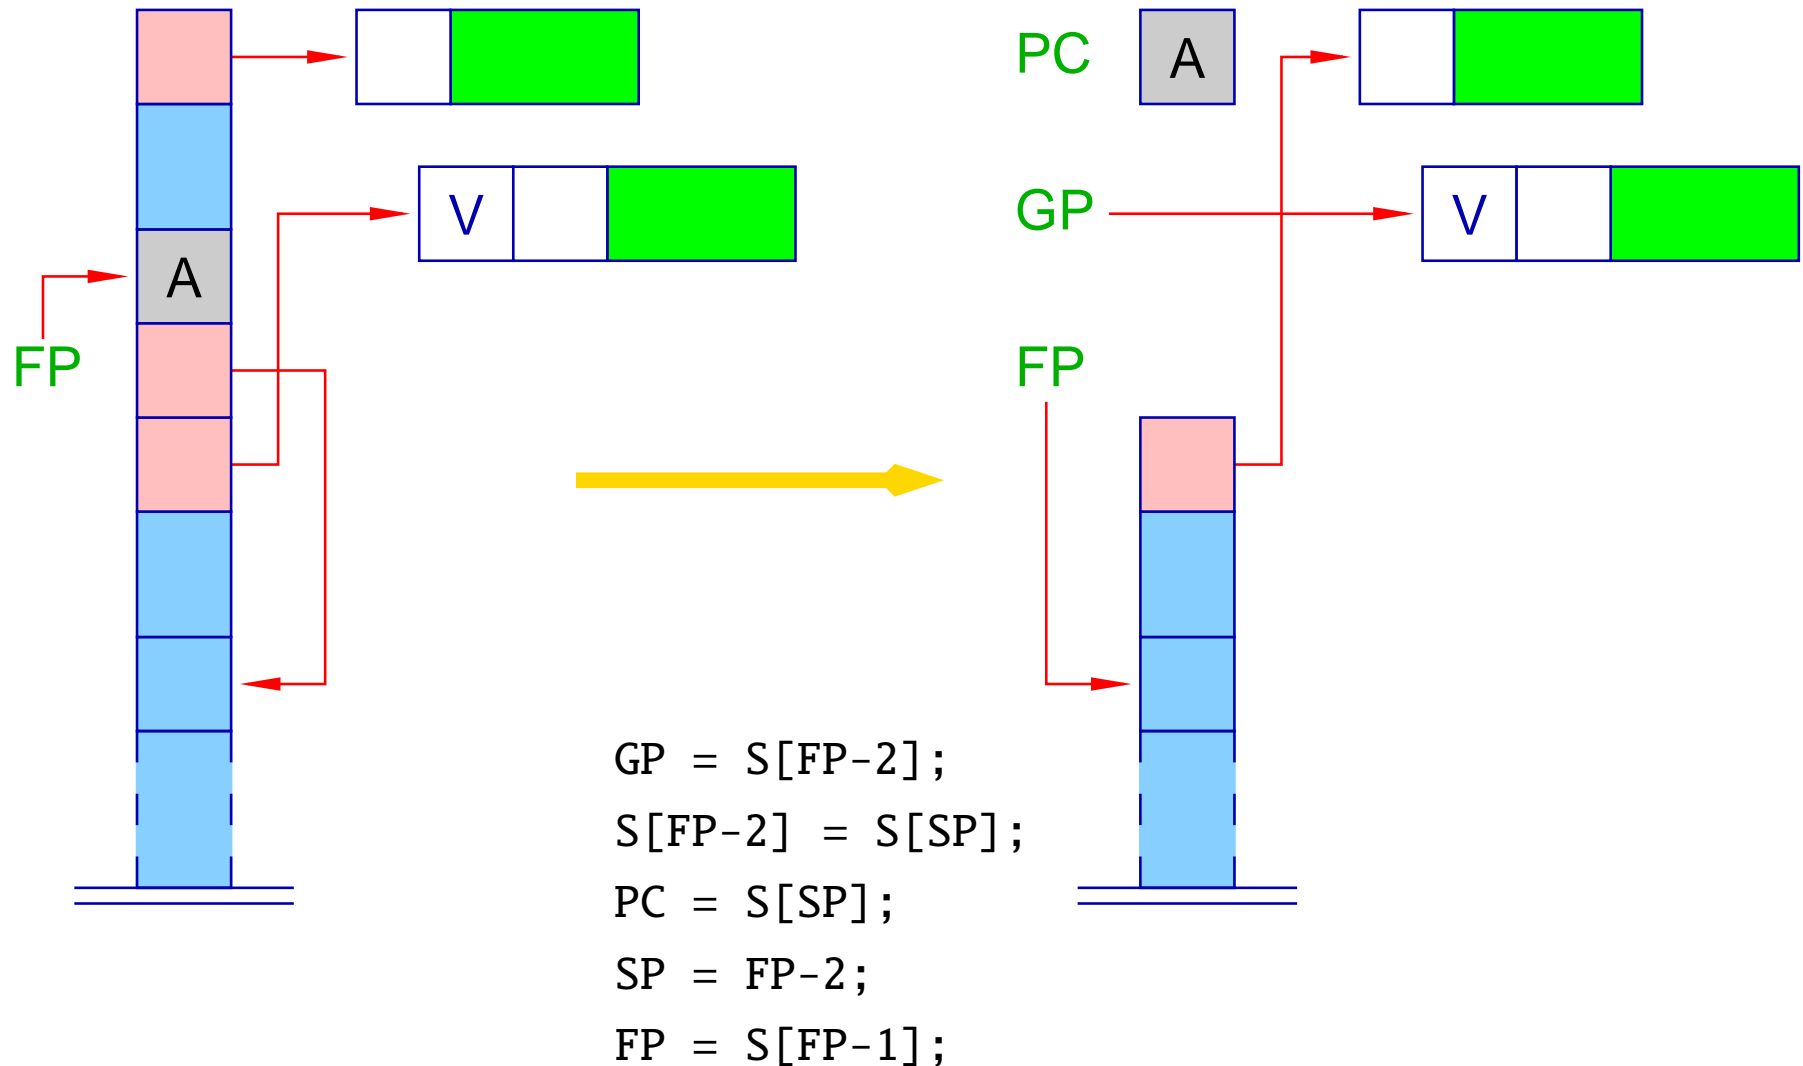 PC
A
V
GP
V
A
FP
FP
GP = S[FP-2];
S[FP-2] = S[SP];
PC = S[SP];
SP = FP-2;
FP = S[FP-1];